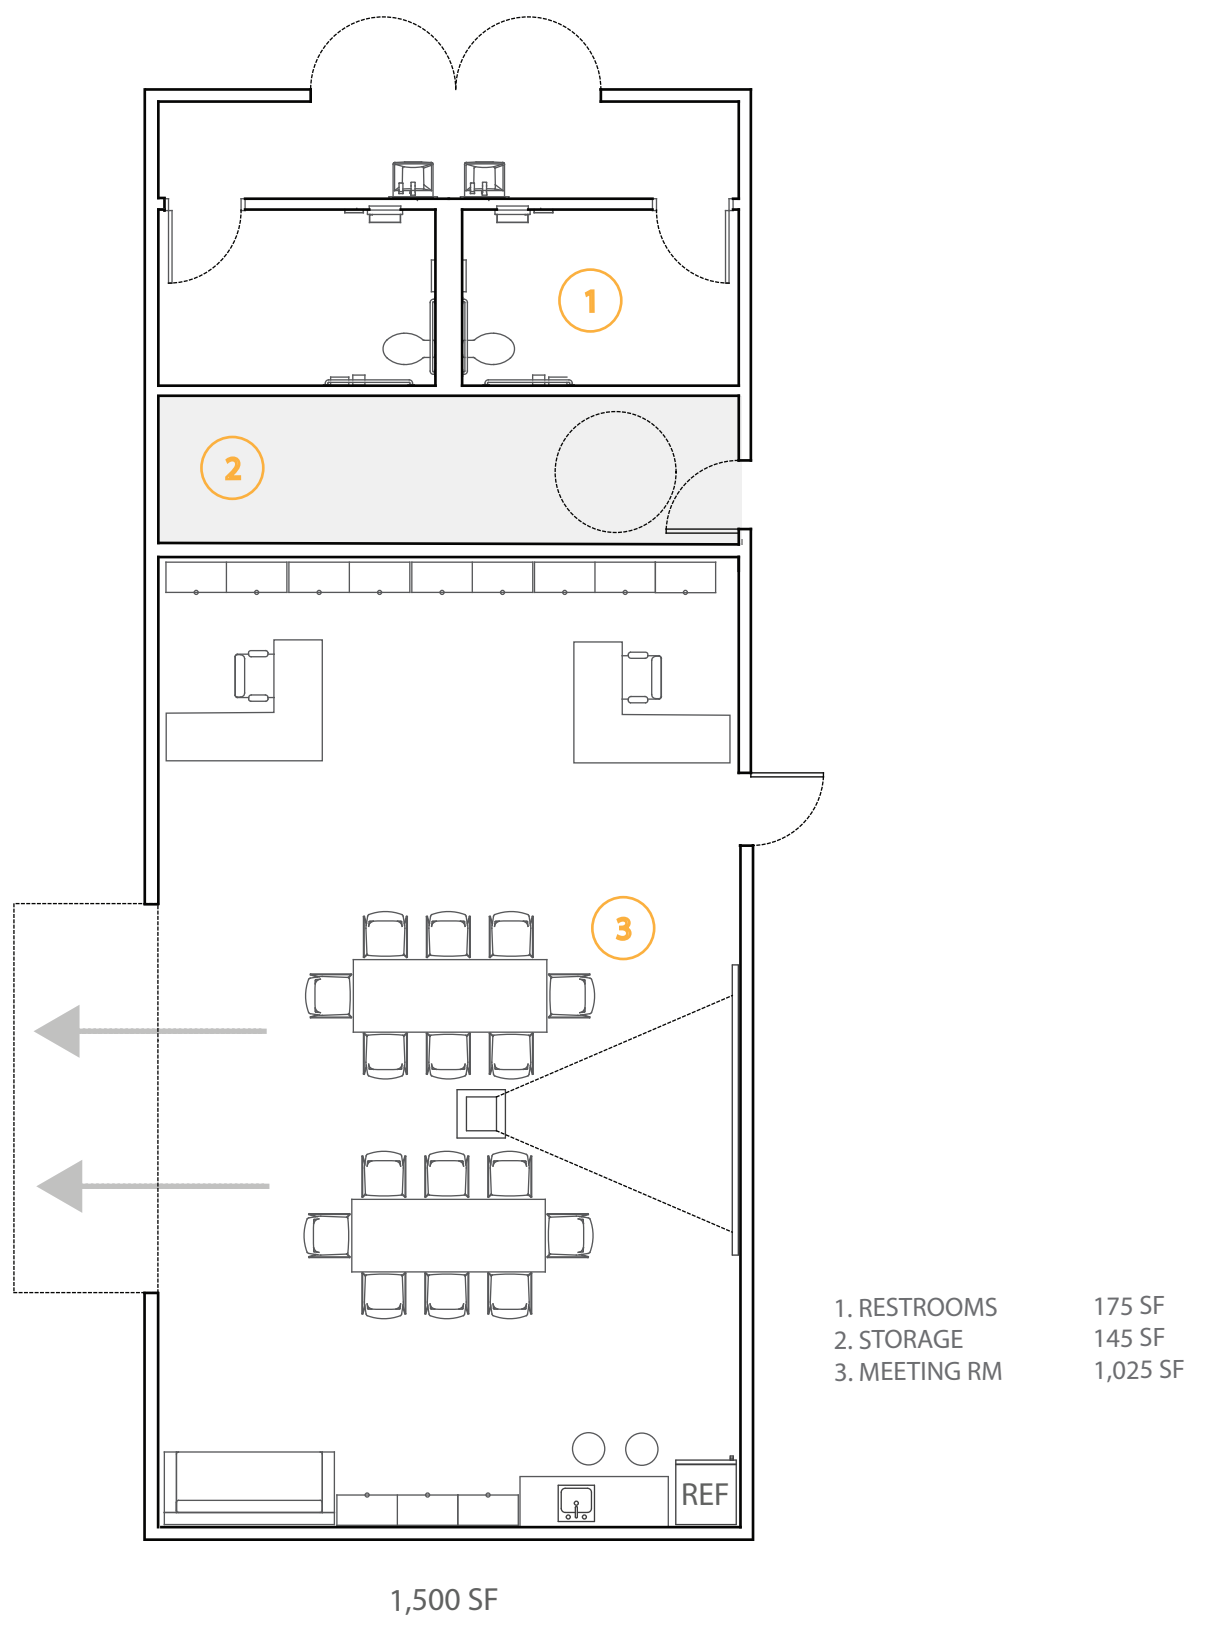 1
2
3
1. RESTROOMS 175 SF
2. STORAGE 145 SF
3. MEETING RM 1,025 SF
REF
1,500 SF